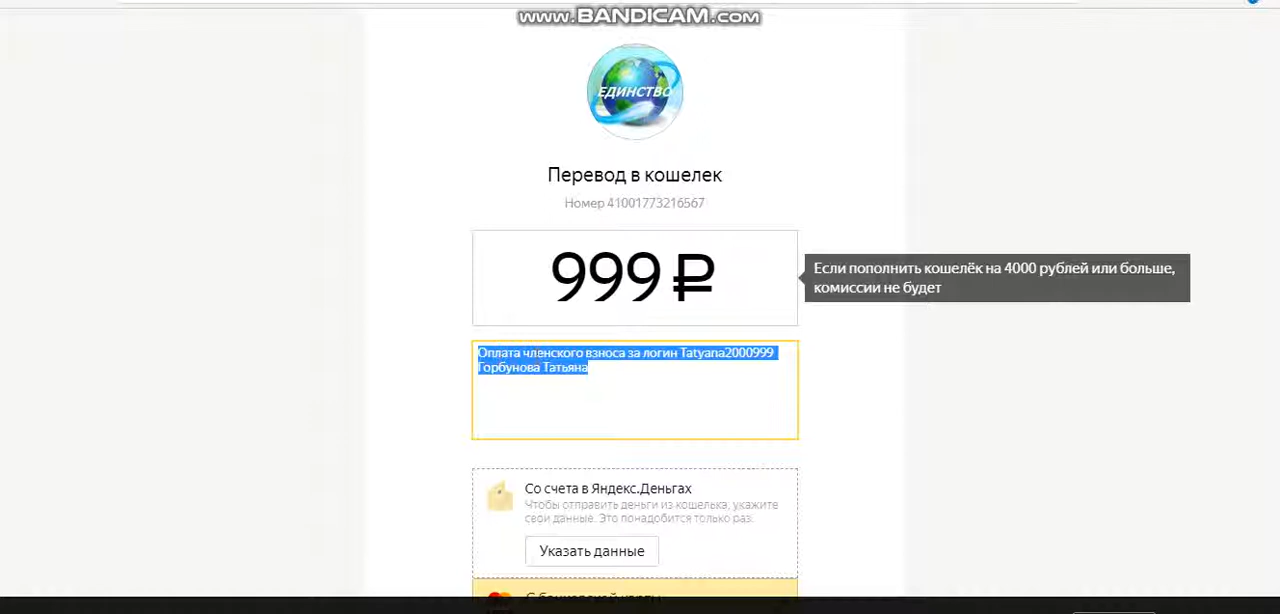 www.BANDICAM.com
ЕДИНСТВО
Перевод в кошелек
Номер 41001773216567
999 ₽
Если пополнить кошелёк на 4000 рублей или больше,
комиссии не будет
Оплата членского взноса за логин Tatyana2000999
Горбунова Татьяна
Со счета в Яндекс.Деньгах
Чтобы отправить деньги из кошелька, укажите
свои данные. Это понадобится только раз.
Указать данные
С банковской карты